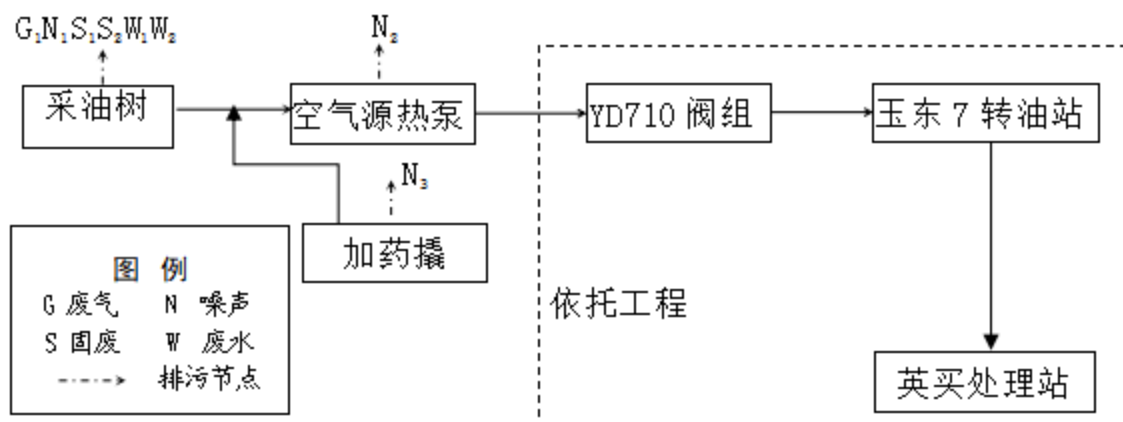 G₁N₁S₁S₂W₁W₂
N₂
采油树
空气源热泵
YD710 阀组
玉东 7 转油站
N₃
加药撬
图 例
G 废气 N 噪声
S 固废 W 废水
排污节点
依托工程
英买处理站